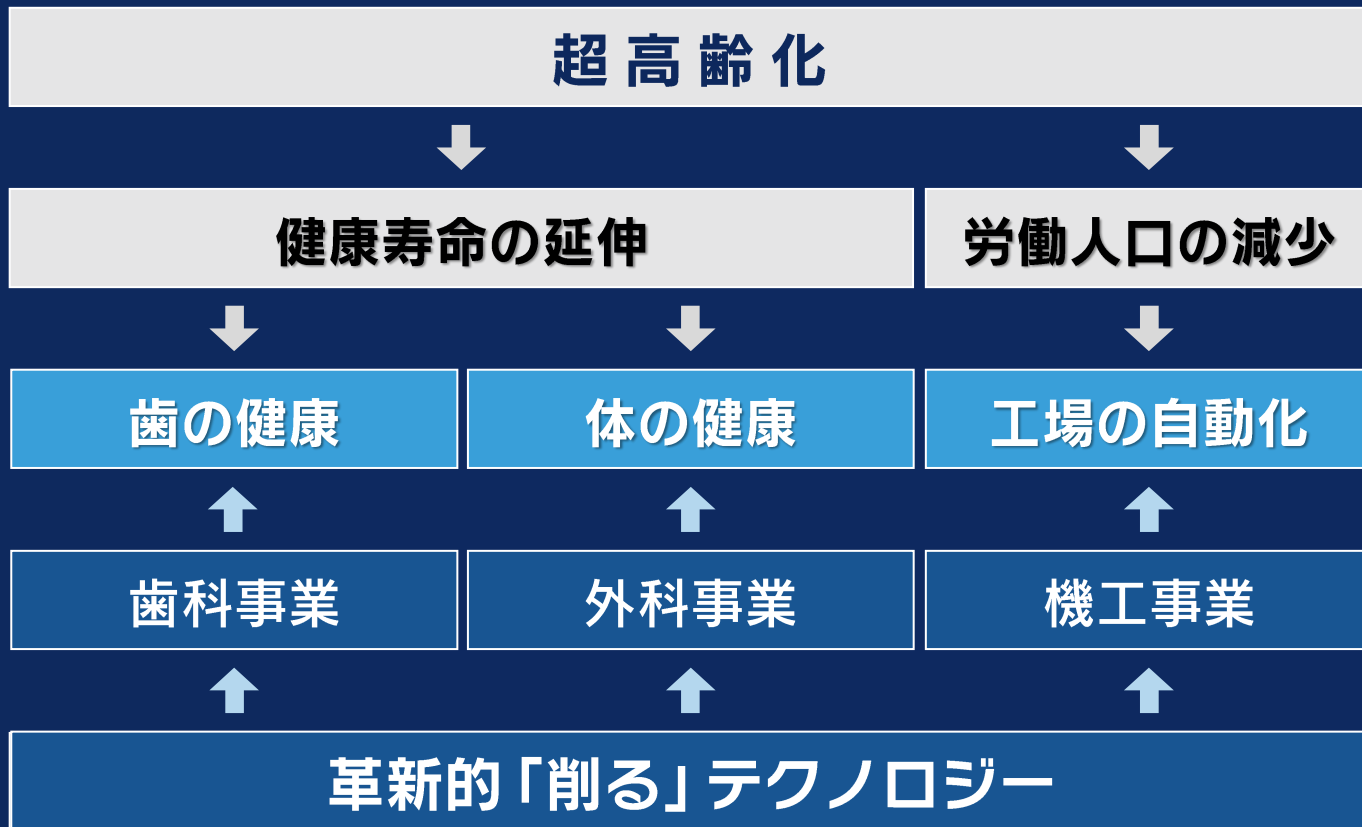 超高齢化
健康寿命の延伸
労働人口の減少
歯の健康
体の健康
工場の自動化
歯科事業
外科事業
機工事業
革新的「削る」テクノロジー